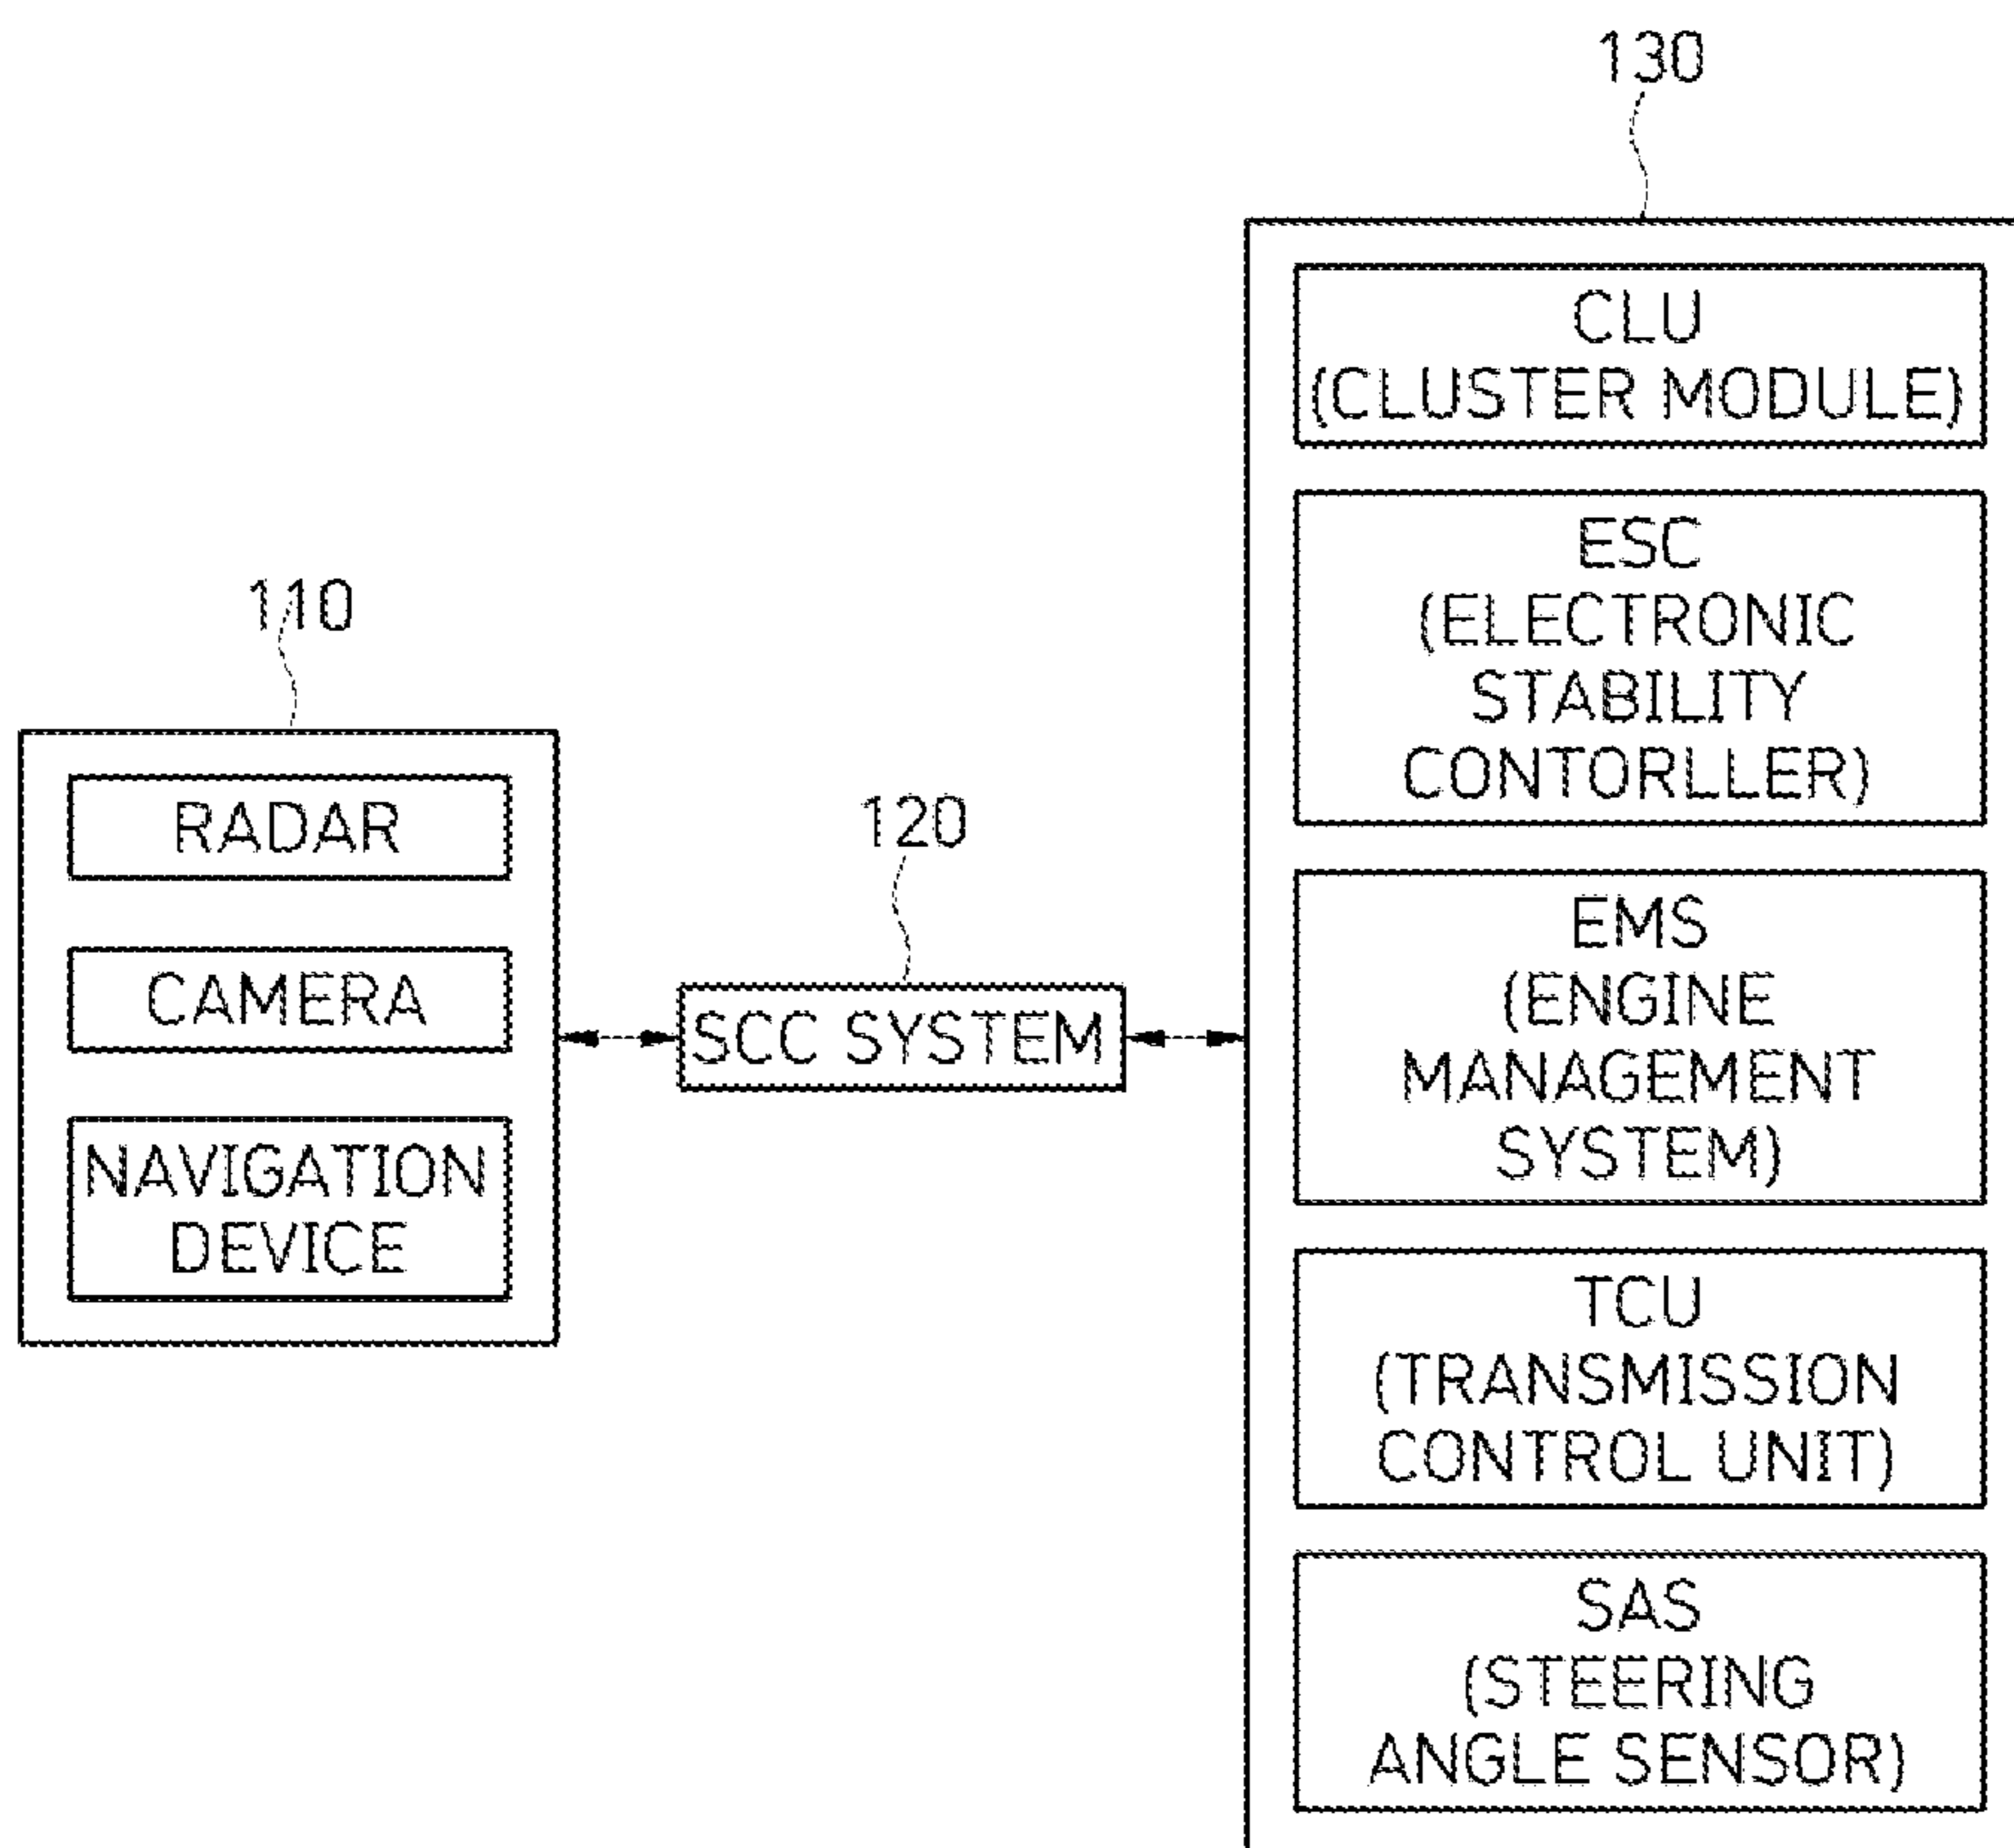 130
CLU
(CLUSTER MODULE)
ESC
(ELECTRONIC
STABILITY
CONTORLLER)
EMS
(ENGINE
MANAGEMENT
SYSTEM)
TCU
(TRANSMISSION
CONTROL UNIT)
SAS
(STEERING
ANGLE SENSOR)
110
RADAR
CAMERA
NAVIGATION
DEVICE
120
SCC SYSTEM